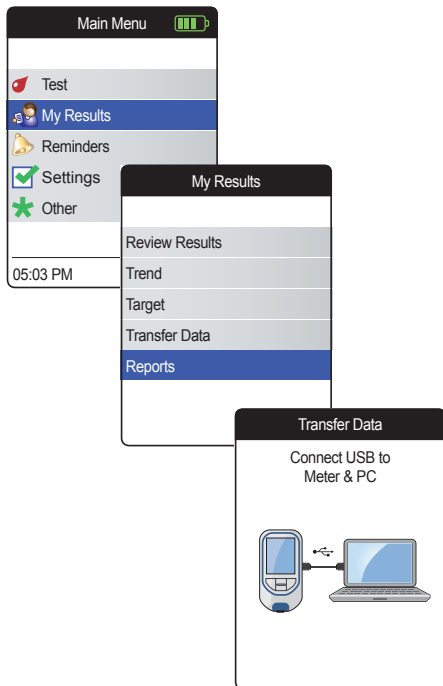 Main Menu
Test
My Results
Reminders
Settings
Other
05:03 PM
My Results
Review Results
Trend
Target
Transfer Data
Reports
Transfer Data
Connect USB to
Meter & PC